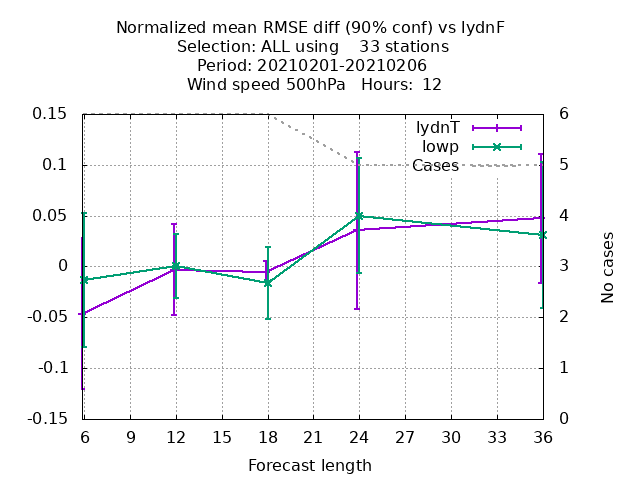 Normalized mean RMSE diff (90% conf) vs lydnF
Selection: ALL using    33 stations
Period: 20210201-20210206
Wind speed 500hPa   Hours:  12
0.15
0.1
0.05
0
-0.05
-0.1
-0.15
6
5
4
3
2
1
0
lydnT
lowp
Cases
No cases
6 9 12 15 18 21 24 27 30 33 36
Forecast length